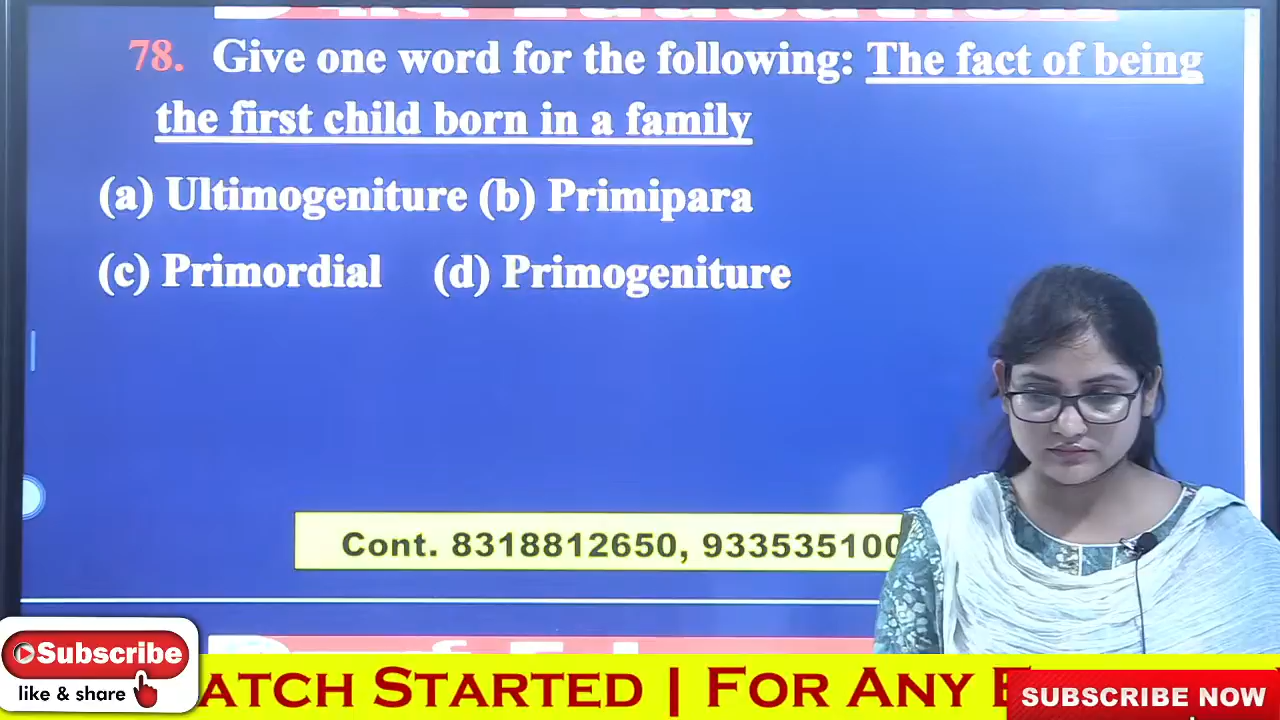 78. Give one word for the following: The fact of being
the first child born in a family
(a) Ultimogeniture (b) Primipara
(c) Primordial (d) Primogeniture
Cont. 8318812650, 933535100
Subscribe
like & share
ATCH STARTED | FOR ANY
SUBSCRIBE NOW